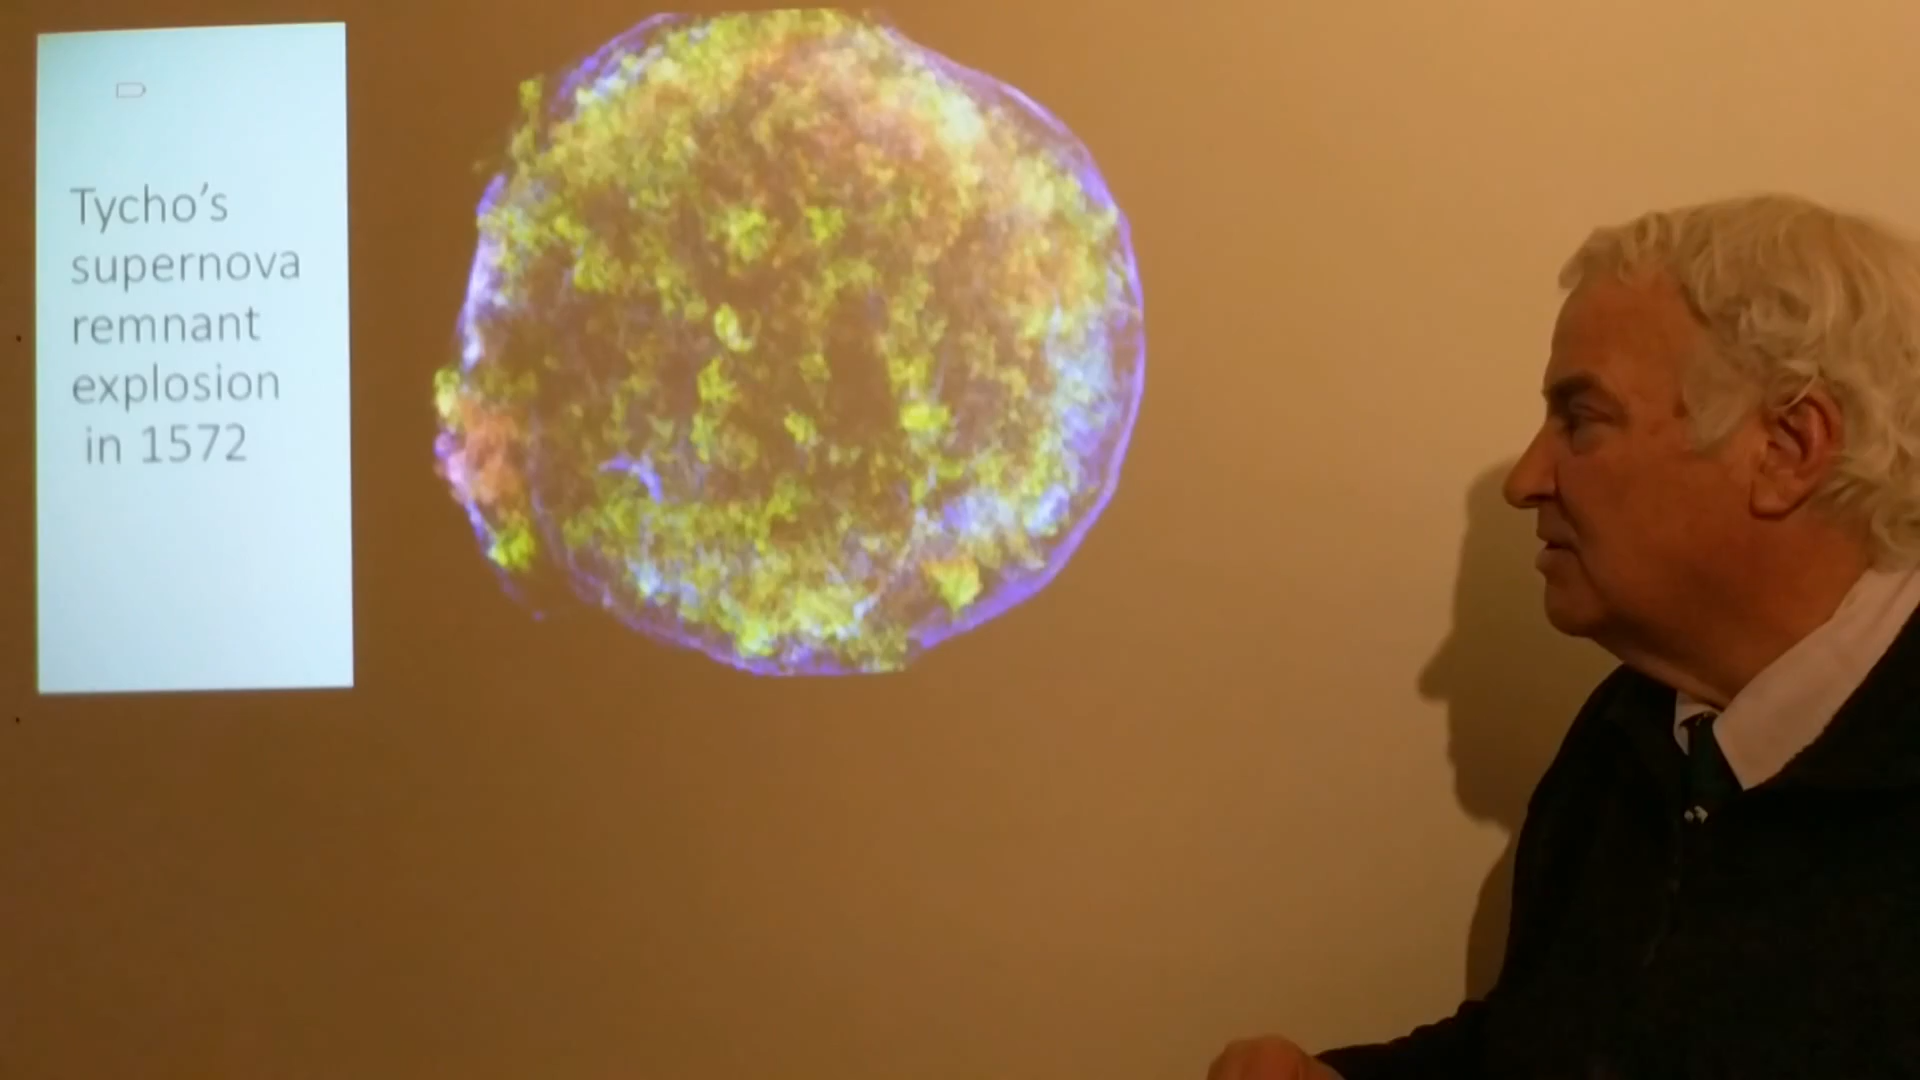 Tycho’s
supernova
remnant
explosion
in 1572